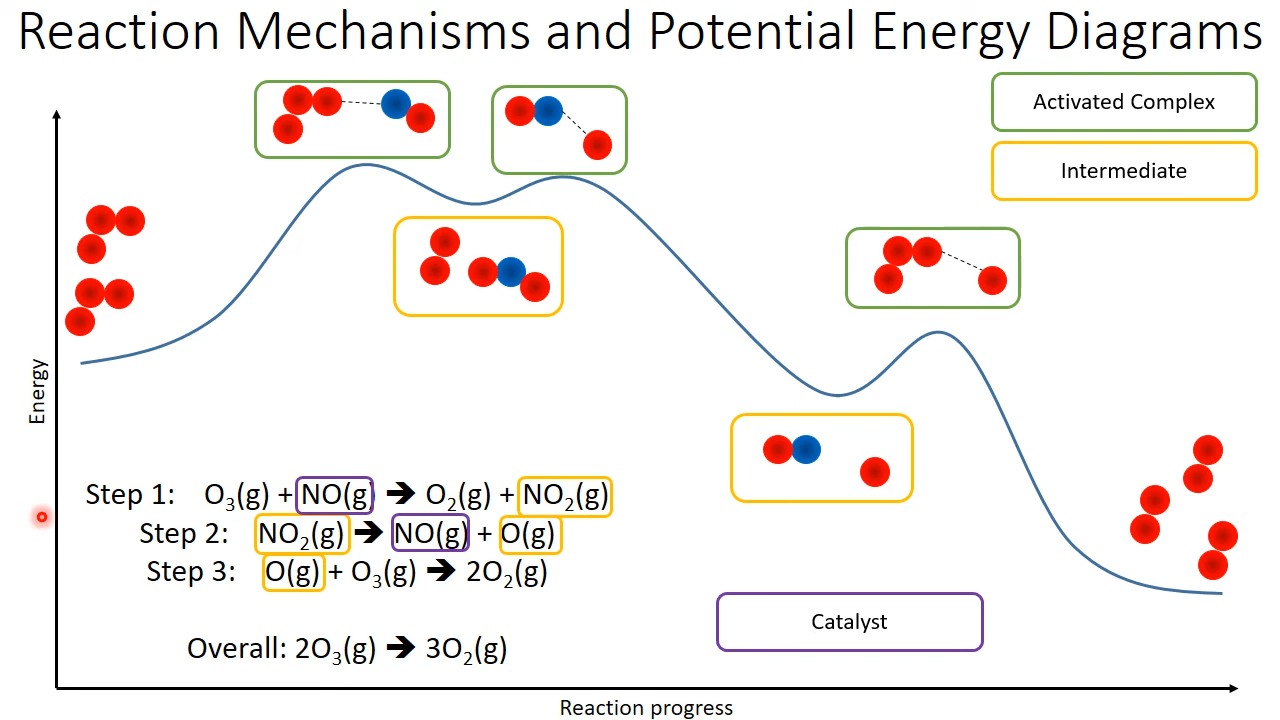 Reaction Mechanisms and Potential Energy Diagrams
Activated Complex
Intermediate
Energy
Step 1: O₃(g) + NO(g) 🡺 O₂(g) + NO₂(g)
Step 2: NO₂(g) 🡺 NO(g) + O(g)
Step 3: O(g) + O₃(g) 🡺 2O₂(g)
Catalyst
Overall: 2O₃(g) 🡺 3O₂(g)
Reaction progress